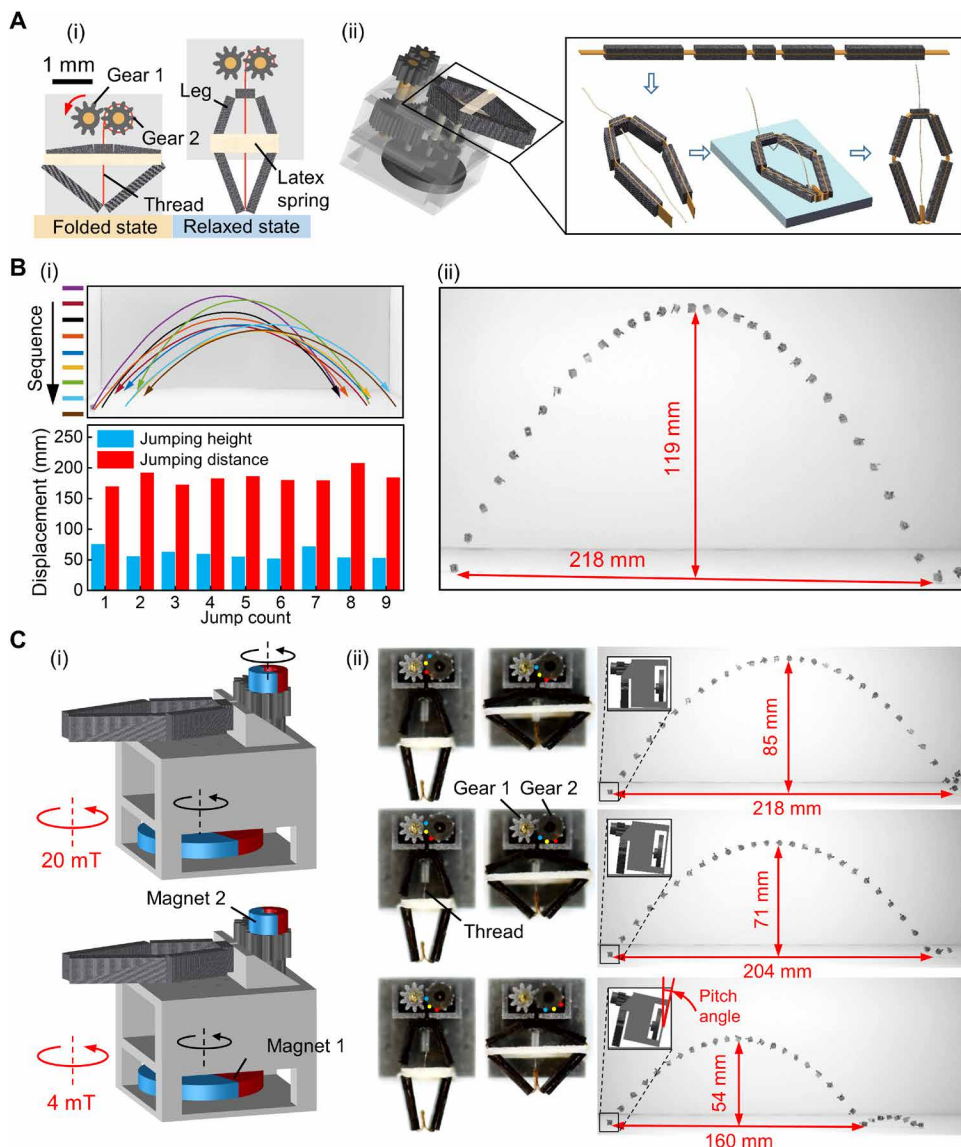 A
(i)
1 mm
Gear 1
Gear 2
Thread
Folded state
Leg
Latex
spring
Relaxed state
(ii)
B
(i)
Sequence
Displacement (mm)
250
200
150
100
50
0
Jumping height
Jumping distance
1 2 3 4 5 6 7 8 9
Jump count
(ii)
119 mm
218 mm
C
(i)
20 mT
Magnet 2
Magnet 1
4 mT
(ii)
Gear 1 Gear 2
Thread
85 mm
218 mm
71 mm
204 mm
Pitch
angle
54 mm
160 mm